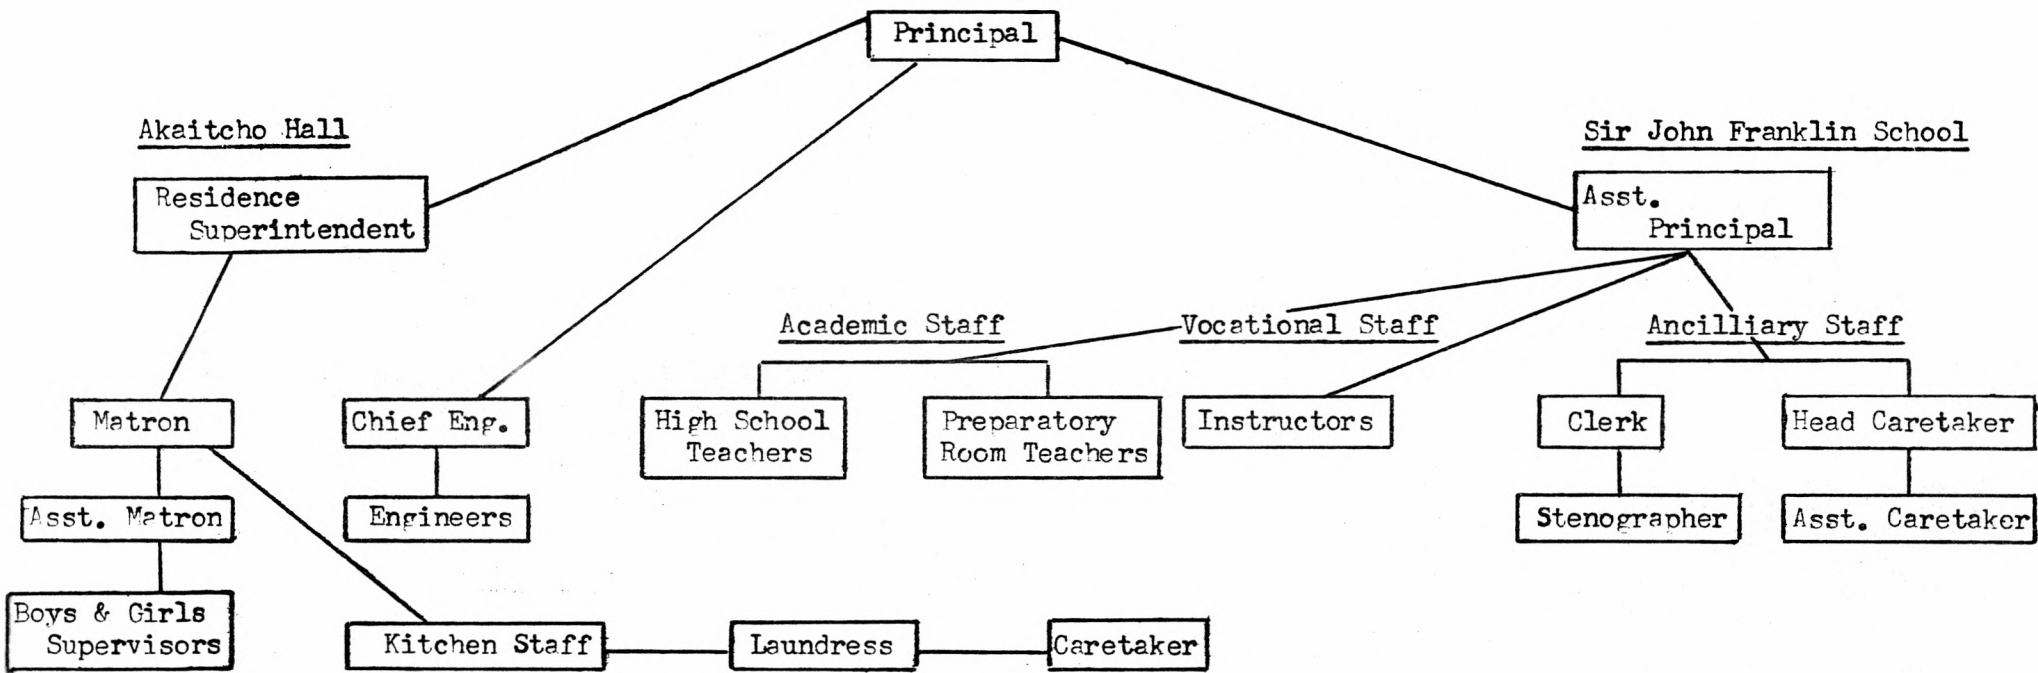 Principal
Akaitcho Hall
Sir John Franklin School
Residence
Superintendent
Asst.
Principal
Academic Staff
Vocational Staff
Ancilliary Staff
Matron
Chief Eng.
High School
Teachers
Preparatory
Room Teachers
Instructors
Clerk
Head Caretaker
Asst. Matron
Engineers
Stenographer
Asst. Caretaker
Boys & Girls
Supervisors
Kitchen Staff
Laundress
Caretaker